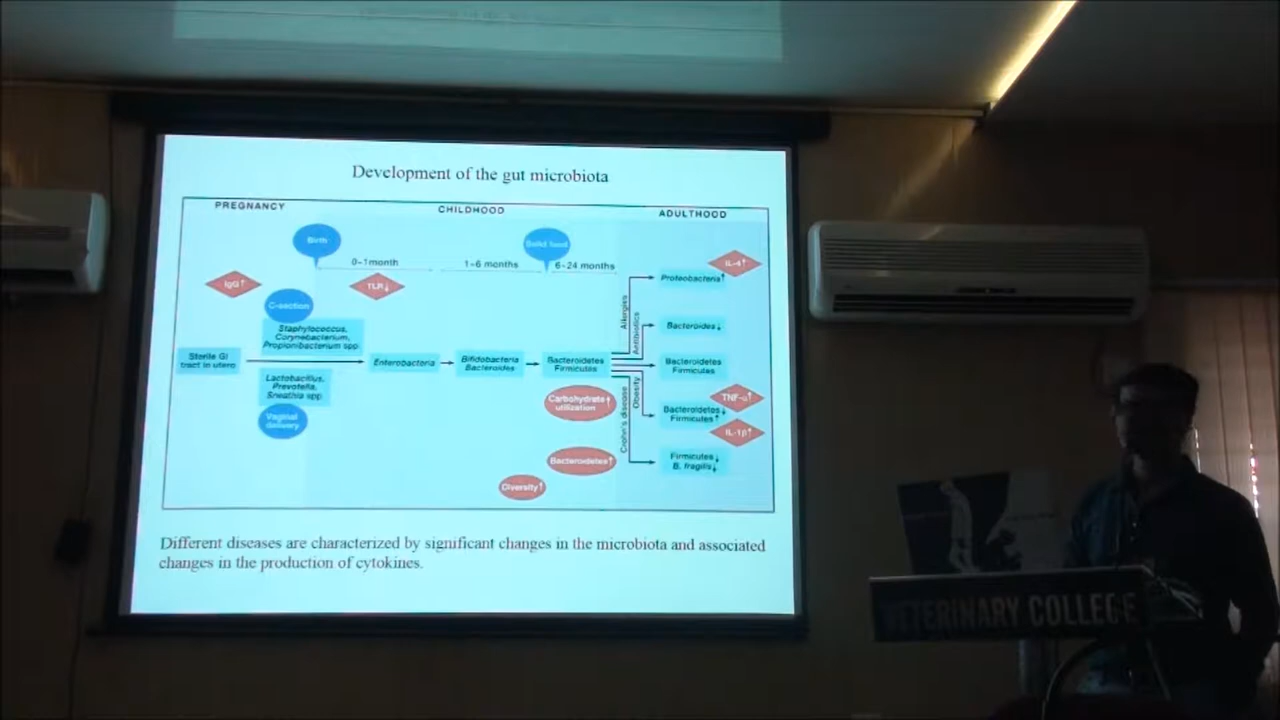 Development of the gut microbiota
PREGNANCY
CHILDHOOD
ADULTHOOD
Birth
Solid food
0-1month
1-6 months
6-24 months
IgG↑
TLR↓
IL-4↑
C-section
Staphylococcus,
Corynebacterium,
Propionibacterium spp
Sterile GI
tract in utero
Lactobacillus,
Prevotella,
Sneathia spp
Vaginal
delivery
Enterobacteria
Bifidobacteria
Bacteroides
Bacteroidetes
Firmicutes
Carbohydrate↑
utilization
Bacteroidetes↑
Diversity↑
Allergies
Antibiotics
Obesity
Crohn's disease
Proteobacteria↑
Bacteroides↓
Bacteroidetes
Firmicutes
TNF-α↑
Bacteroidetes↓
Firmicutes↑
IL-1β↑
Firmicutes↓
B. fragilis↓
Different diseases are characterized by significant changes in the microbiota and associated
changes in the production of cytokines.
VETERINARY COLLEGE